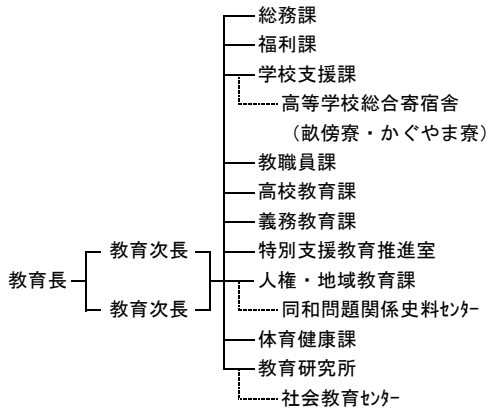 総務課
福利課
学校支援課
高等学校総合寄宿舎
（畝傍寮・かぐやま寮）
教職員課
高校教育課
義務教育課
教育次長
特別支援教育推進室
教育長
人権・地域教育課
教育次長
同和問題関係史料ｾﾝﾀｰ
体育健康課
教育研究所
社会教育ｾﾝﾀｰ